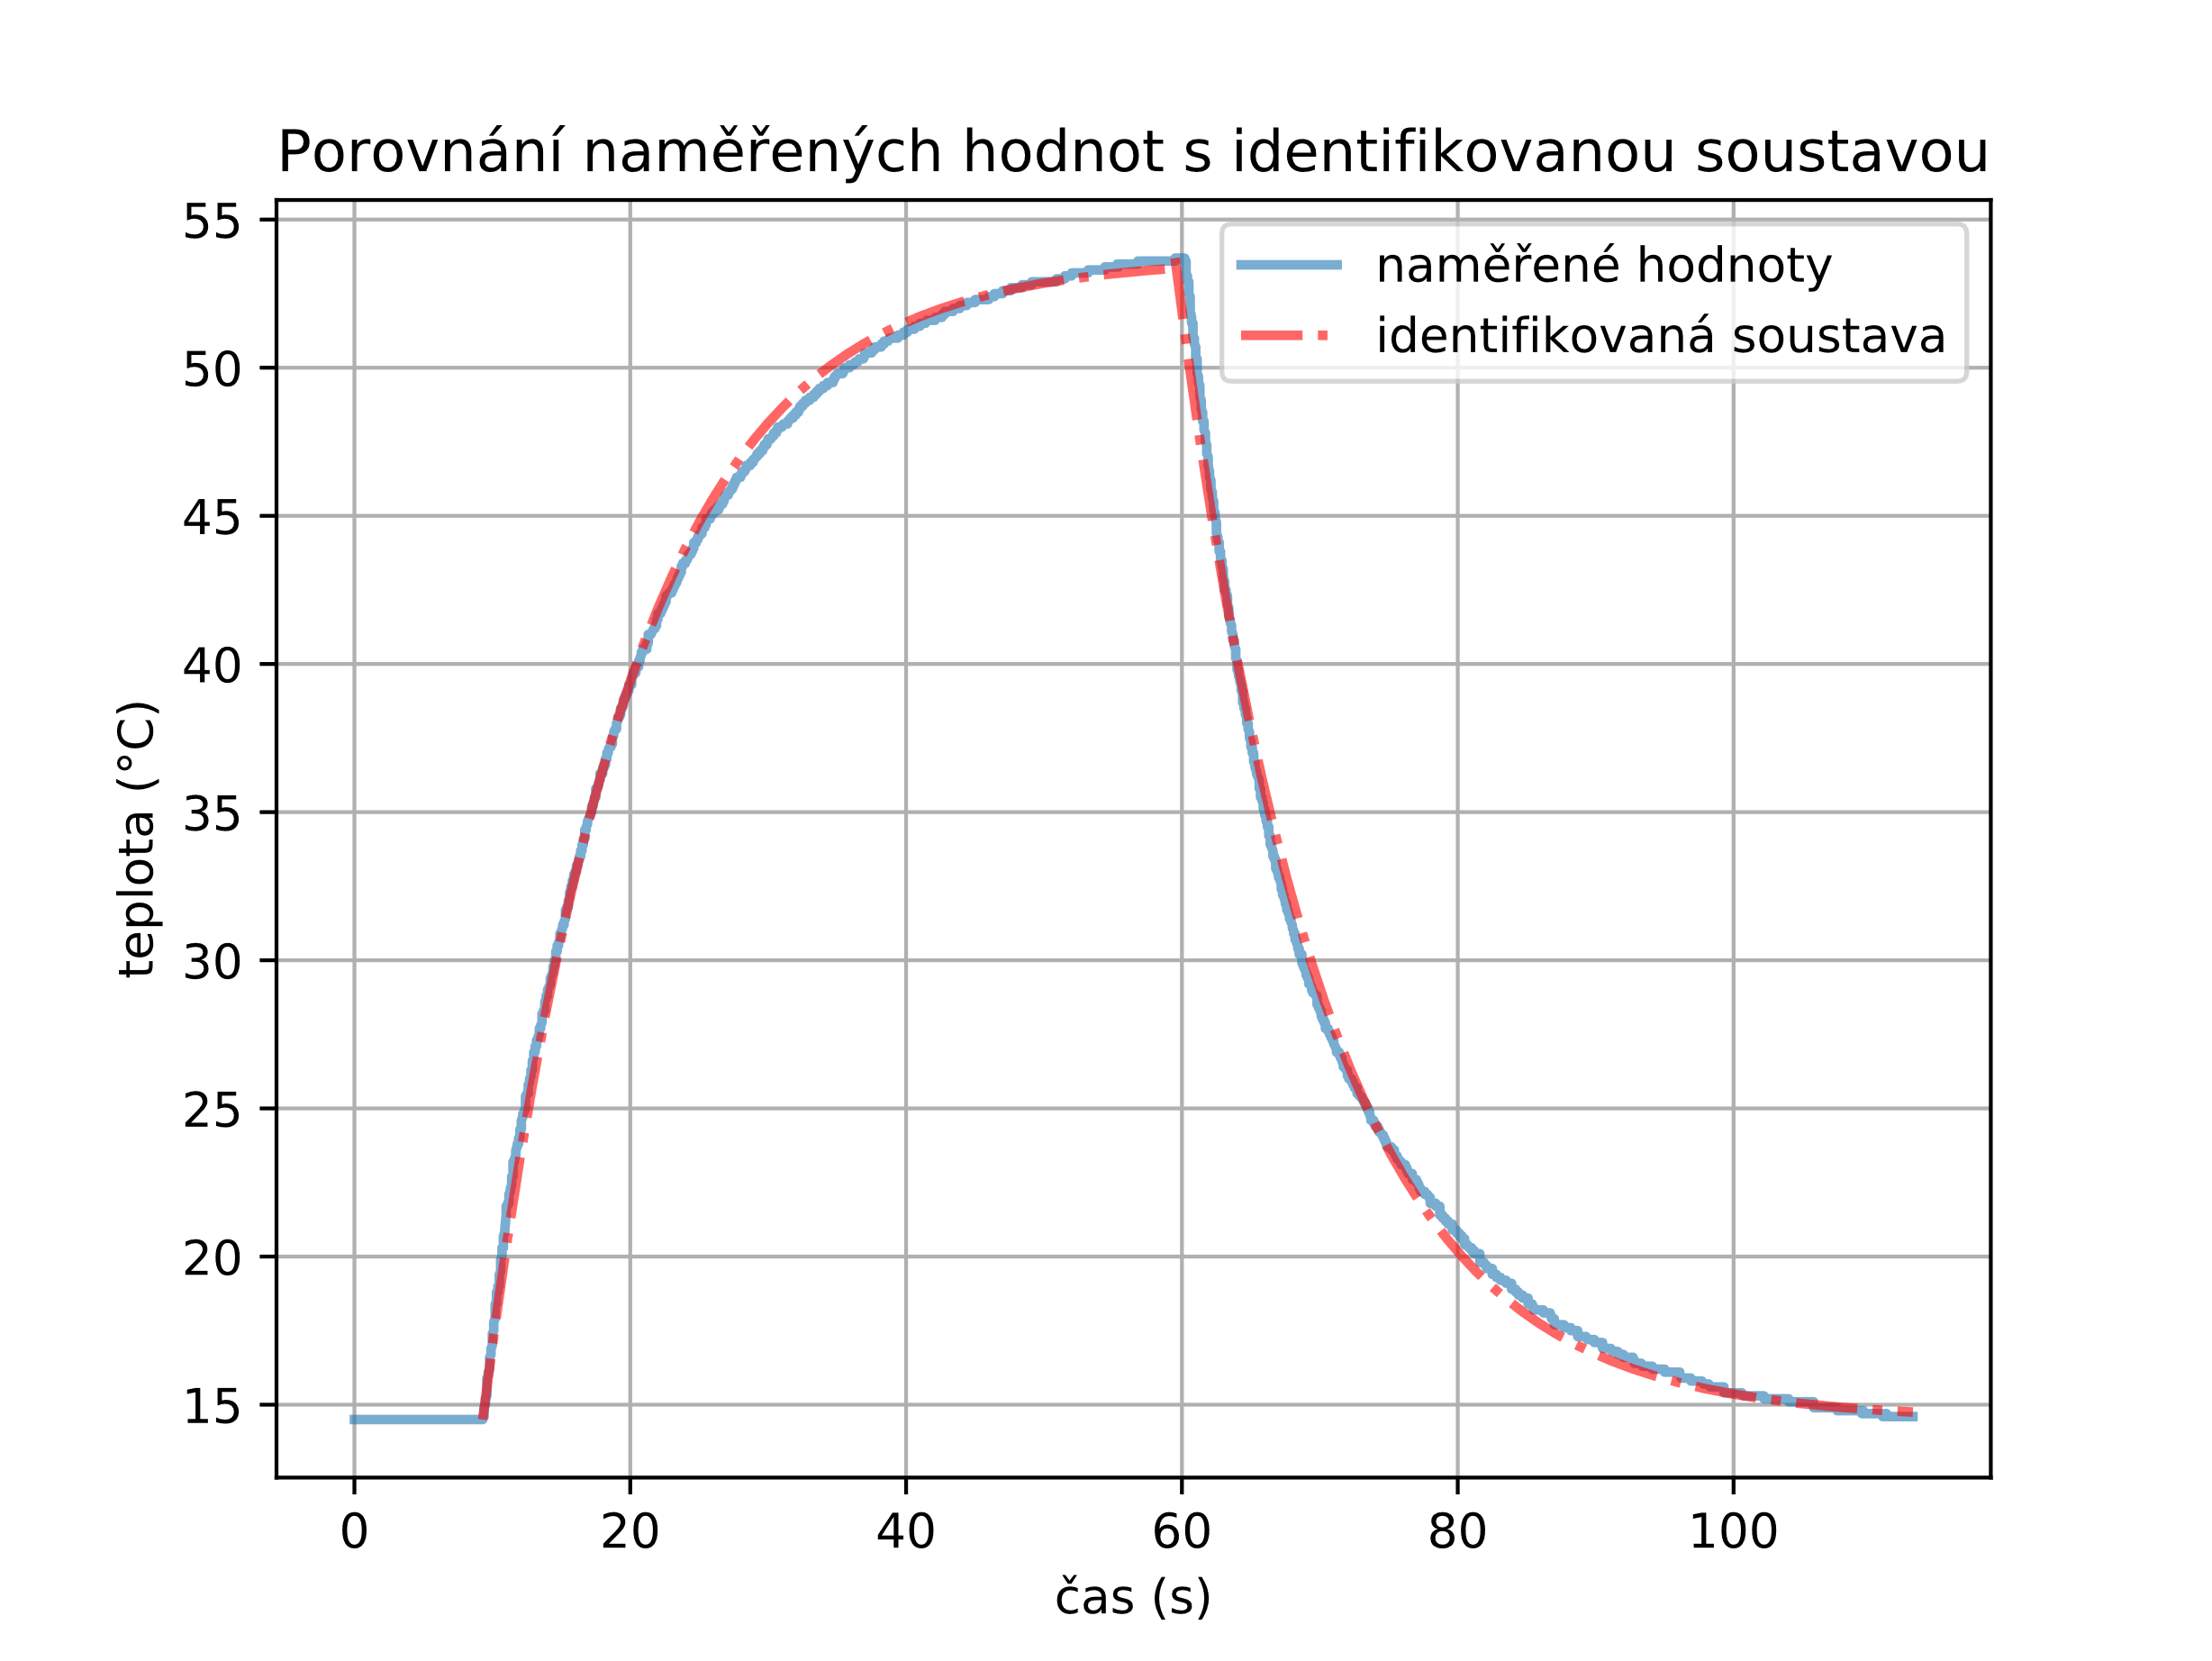 Porovnání naměřených hodnot s identifikovanou soustavou
naměřené hodnoty
identifikovaná soustava
teplota (°C)
55
50
45
40
35
30
25
20
15
0 20 40 60 80 100
čas (s)